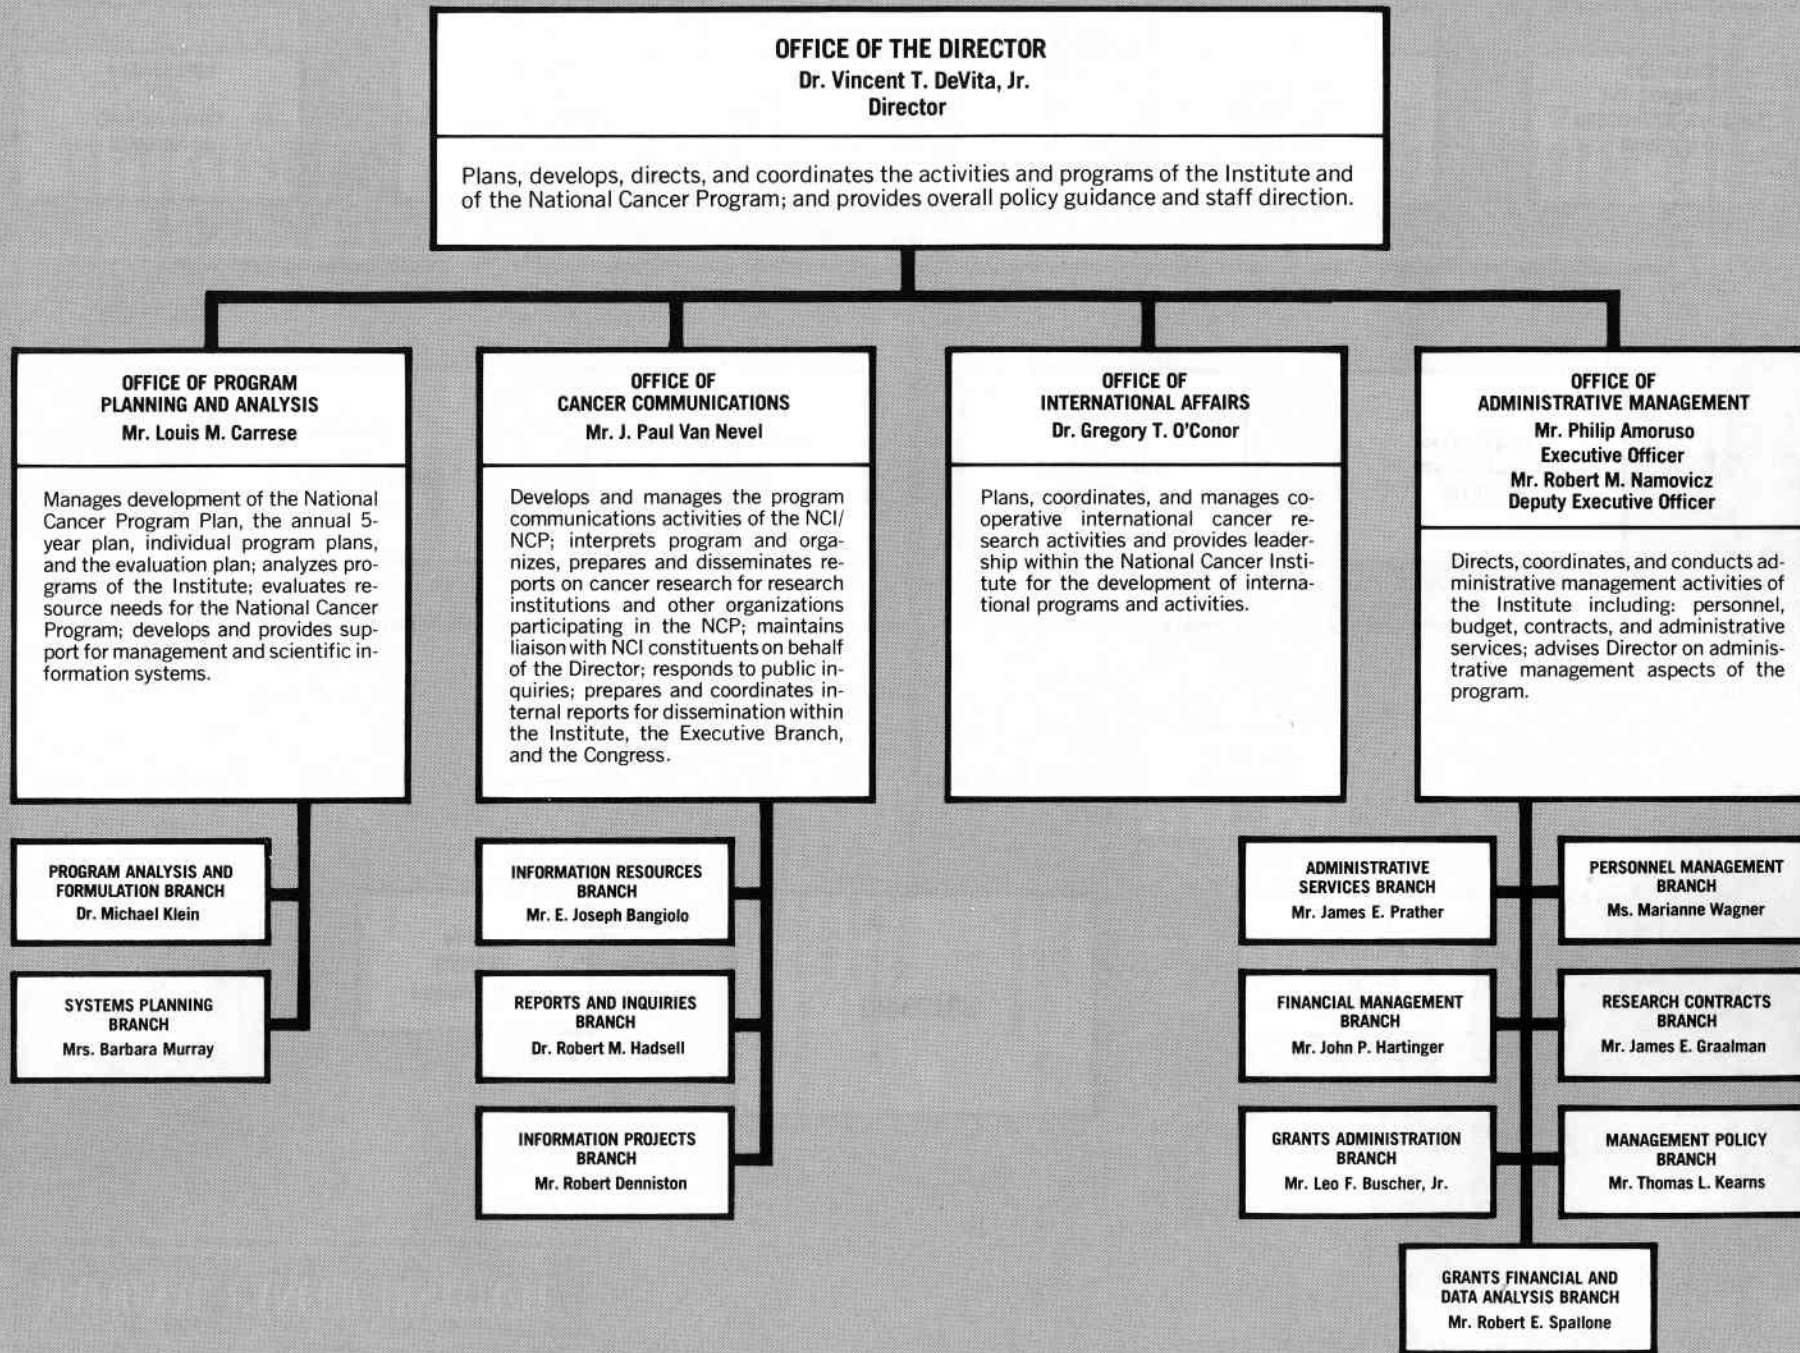 OFFICE OF THE DIRECTOR
Dr. Vincent T. DeVita, Jr.
Director
Plans, develops, directs, and coordinates the activities and programs of the Institute and
of the National Cancer Program; and provides overall policy guidance and staff direction.
OFFICE OF PROGRAM
PLANNING AND ANALYSIS
Mr. Louis M. Carrese
Manages development of the National
Cancer Program Plan, the annual 5-
year plan, individual program plans,
and the evaluation plan; analyzes pro-
grams of the Institute; evaluates re-
source needs for the National Cancer
Program; develops and provides sup-
port for management and scientific in-
formation systems.
OFFICE OF
CANCER COMMUNICATIONS
Mr. J. Paul Van Nevel
Develops and manages the program
communications activities of the NCI/
NCP; interprets program and orga-
nizes, prepares and disseminates re-
ports on cancer research for research
institutions and other organizations
participating in the NCP; maintains
liaison with NCI constituents on behalf
of the Director; responds to public in-
quiries; prepares and coordinates in-
ternal reports for dissemination within
the Institute, the Executive Branch,
and the Congress.
OFFICE OF
INTERNATIONAL AFFAIRS
Dr. Gregory T. O'Conor
Plans, coordinates, and manages co-
operative international cancer re-
search activities and provides leader-
ship within the National Cancer Insti-
tute for the development of interna-
tional programs and activities.
OFFICE OF
ADMINISTRATIVE MANAGEMENT
Mr. Philip Amoruso
Executive Officer
Mr. Robert M. Namovicz
Deputy Executive Officer
Directs, coordinates, and conducts ad-
ministrative management activities of
the Institute including: personnel,
budget, contracts, and administrative
services; advises Director on adminis-
trative management aspects of the
program.
PROGRAM ANALYSIS AND
FORMULATION BRANCH
Dr. Michael Klein
SYSTEMS PLANNING
BRANCH
Mrs. Barbara Murray
INFORMATION RESOURCES
BRANCH
Mr. E. Joseph Bangiolo
REPORTS AND INQUIRIES
BRANCH
Dr. Robert M. Hadsell
INFORMATION PROJECTS
BRANCH
Mr. Robert Denniston
ADMINISTRATIVE
SERVICES BRANCH
Mr. James E. Prather
PERSONNEL MANAGEMENT
BRANCH
Ms. Marianne Wagner
FINANCIAL MANAGEMENT
BRANCH
Mr. John P. Hartinger
RESEARCH CONTRACTS
BRANCH
Mr. James E. Graalman
GRANTS ADMINISTRATION
BRANCH
Mr. Leo F. Buscher, Jr.
MANAGEMENT POLICY
BRANCH
Mr. Thomas L. Kearns
GRANTS FINANCIAL AND
DATA ANALYSIS BRANCH
Mr. Robert E. Spallone